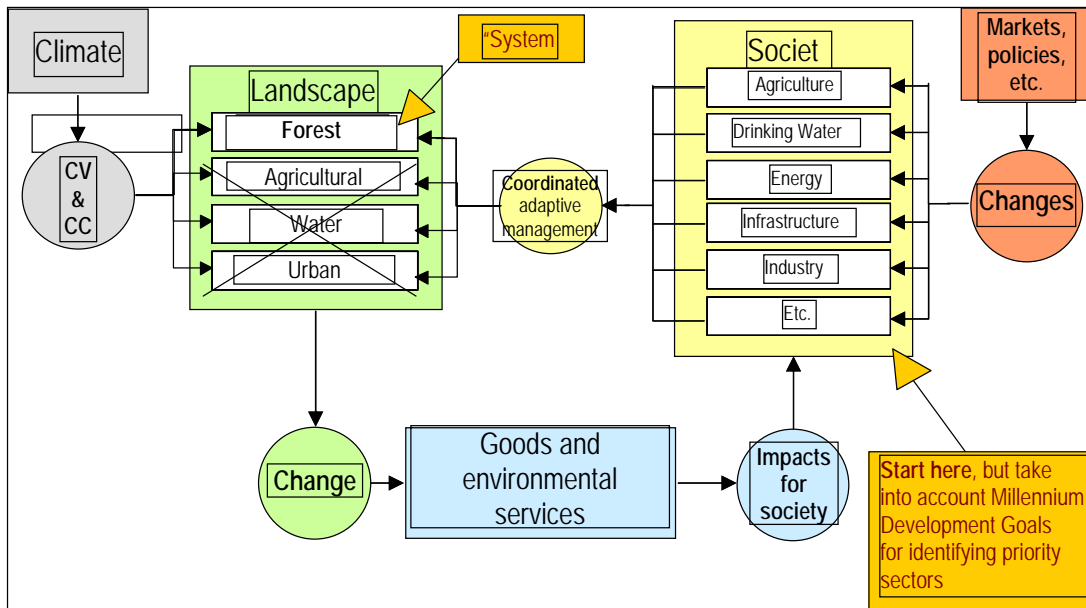 Climate
CV
&
CC
Landscape
Forest
Agricultural
Water
Urban
"System
Coordinated
adaptive
management
Societ
Agriculture
Drinking Water
Energy
Infrastructure
Industry
Etc.
Markets,
policies,
etc.
Changes
Change
Goods and
environmental
services
Impacts
for
society
Start here, but take
into account Millennium
Development Goals
for identifying priority
sectors